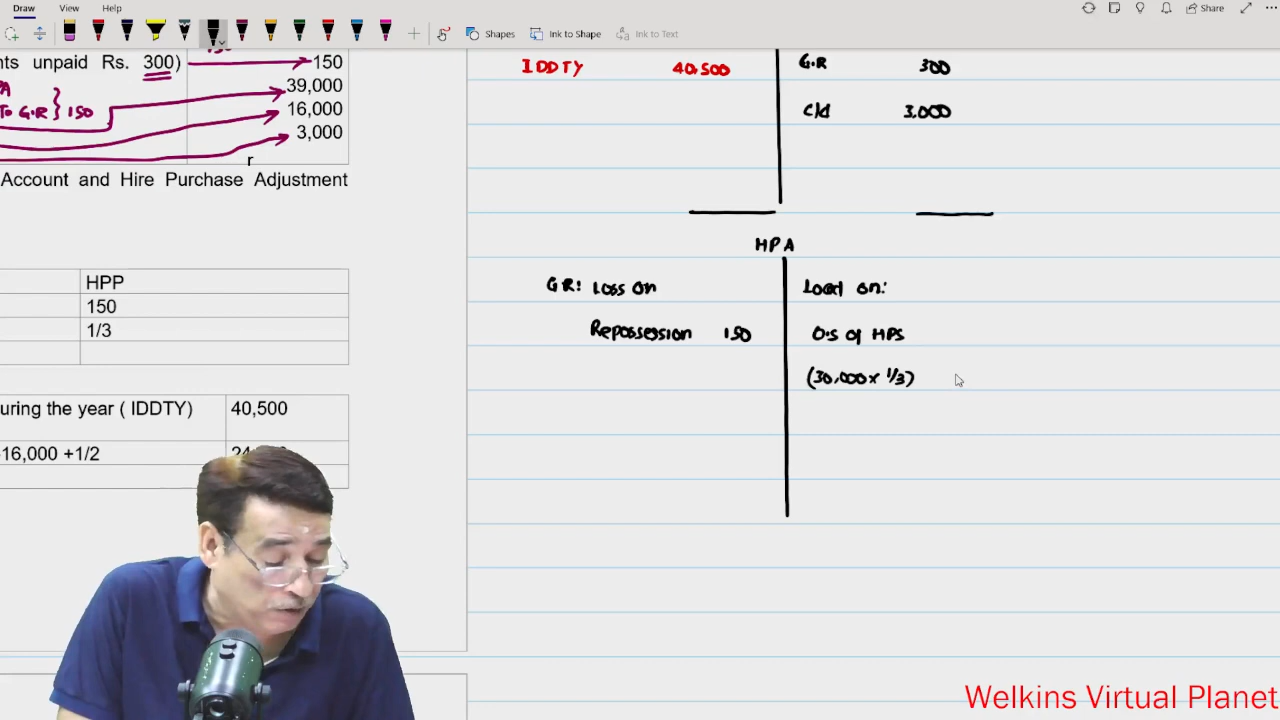 Draw View Help
Share
Shapes Ink to Shape Ink to Text
nts unpaid Rs. 300) 150
39,000
TO G.R } 150
16,000
3,000
r
Account and Hire Purchase Adjustment
HPP
150
1/3
uring the year ( IDDTY) 40,500
-16,000 +1/2
IDDTY 40,500
G.R 300
C/d 3,000
HPA
GR: Loss On
Repossession 150
Load on:
O.S of HPS
(30,000x 1/3)
Welkins Virtual Planet